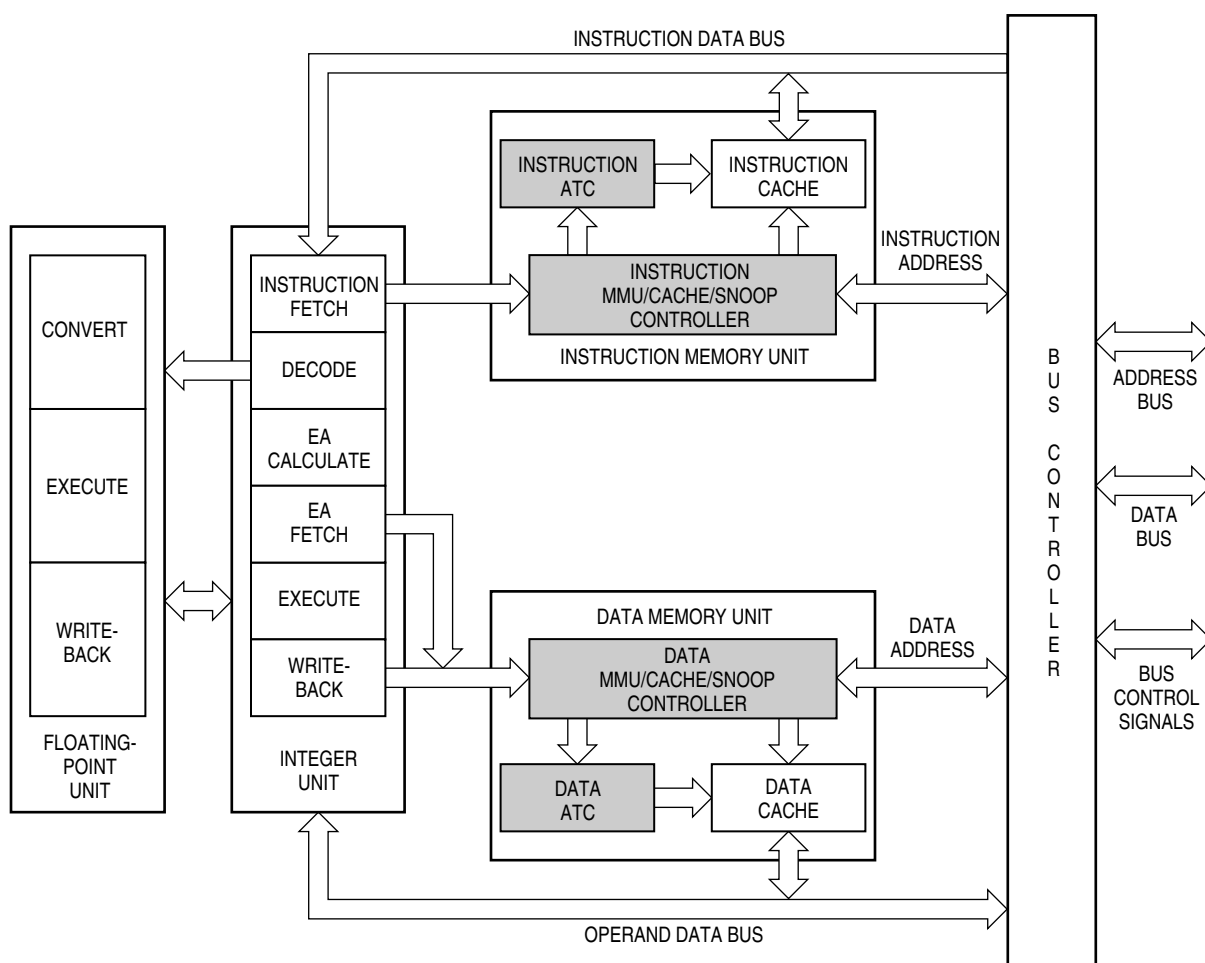 INSTRUCTION DATA BUS
INSTRUCTION
ATC
INSTRUCTION
CACHE
INSTRUCTION
MMU/CACHE/SNOOP
CONTROLLER
INSTRUCTION MEMORY UNIT
INSTRUCTION
ADDRESS
CONVERT
EXECUTE
WRITE-
BACK
FLOATING-
POINT
UNIT
INSTRUCTION
FETCH
DECODE
EA
CALCULATE
EA
FETCH
EXECUTE
WRITE-
BACK
INTEGER
UNIT
DATA MEMORY UNIT
DATA
MMU/CACHE/SNOOP
CONTROLLER
DATA
ATC
DATA
CACHE
DATA
ADDRESS
OPERAND DATA BUS
B
U
S
C
O
N
T
R
O
L
L
E
R
ADDRESS
BUS
DATA
BUS
BUS
CONTROL
SIGNALS